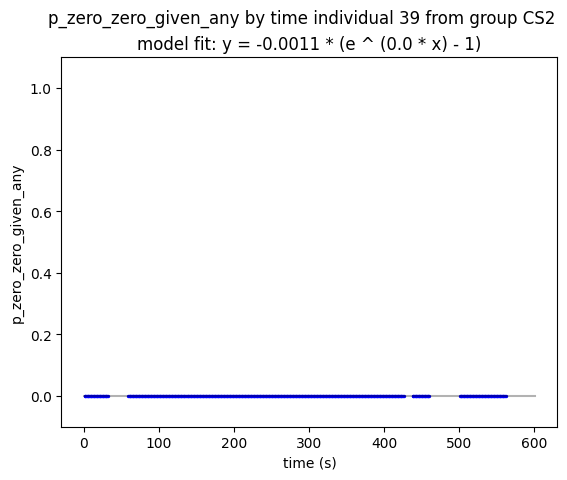 p_zero_zero_given_any by time individual 39 from group CS2
model fit: y = -0.0011 * (e ^ (0.0 * x) - 1)
1.0
0.8
0.6
0.4
0.2
0.0
p_zero_zero_given_any
0 100 200 300 400 500 600
time (s)